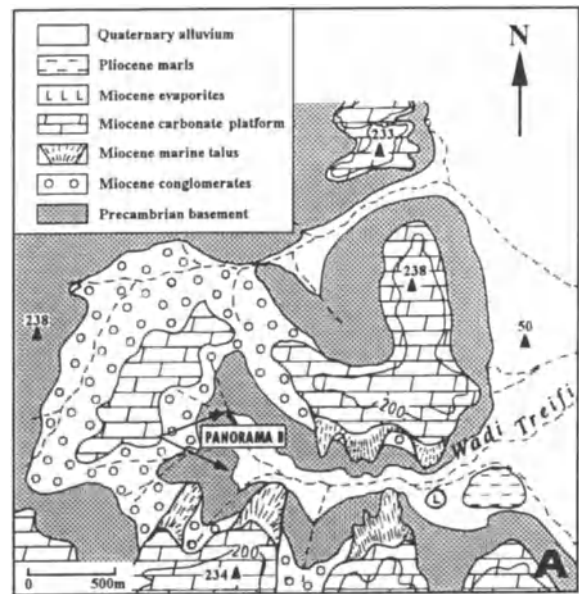 Quaternary alluvium
Pliocene marls
L L L Miocene evaporites
Miocene carbonate platform
Miocene marine talus
Miocene conglomerates
Precambrian basement
N
233
238
238
50
200
PANORAMA B
Wadi Treifi
L
200
234
A
0 500m